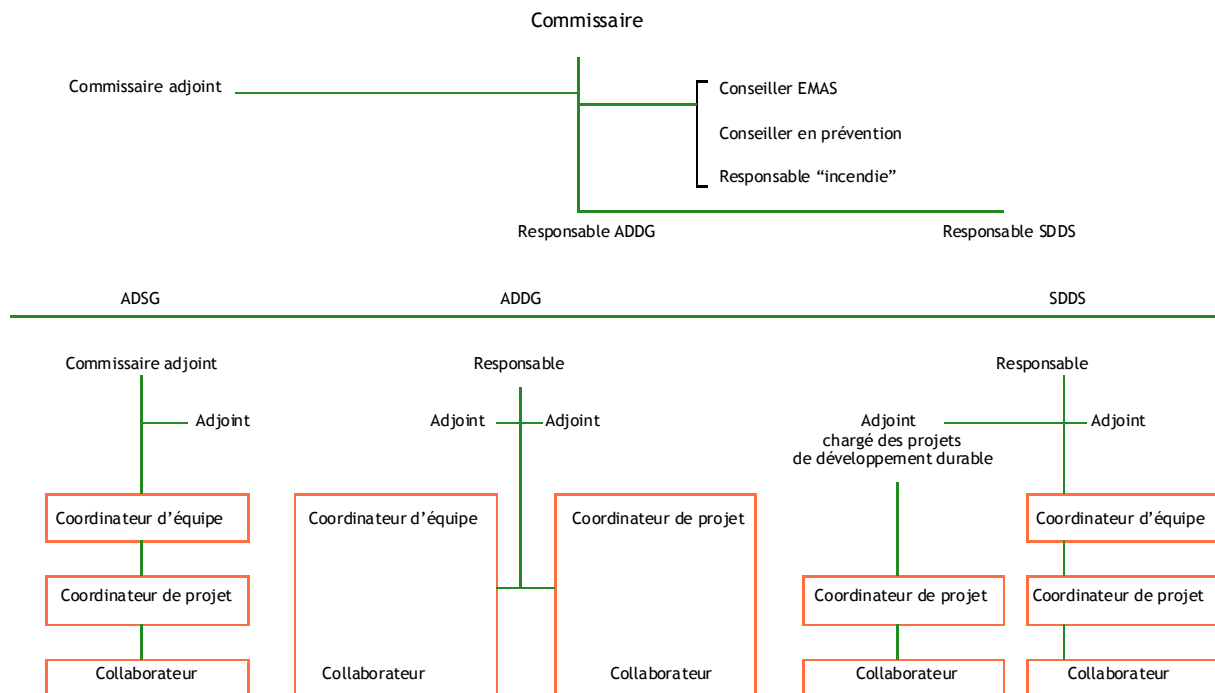 Commissaire
Commissaire adjoint
Conseiller EMAS
Conseiller en prévention
Responsable “incendie”
Responsable ADDG
Responsable SDDS
ADSG
ADDG
SDDS
Commissaire adjoint
Responsable
Responsable
Adjoint
Adjoint
Adjoint
Adjoint
chargé des projets
de développement durable
Adjoint
Coordinateur d’équipe
Coordinateur d’équipe
Coordinateur de projet
Coordinateur d’équipe
Coordinateur de projet
Coordinateur de projet
Coordinateur de projet
Collaborateur
Collaborateur
Collaborateur
Collaborateur
Collaborateur